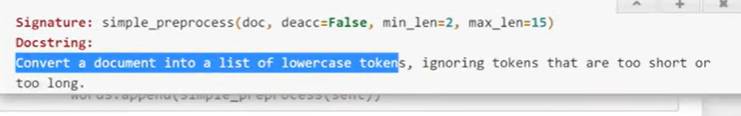 Signature: simple_preprocess(doc, deacc=False, min_len=2, max_len=15)
Docstring:
Convert a document into a list of lowercase tokens, ignoring tokens that are too short or
too long.
words.append(simple_preprocess(sent))